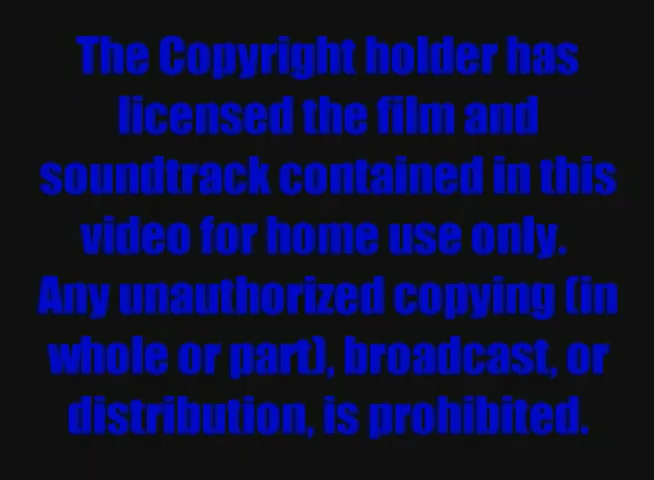 The Copyright holder has
licensed the film and
soundtrack contained in this
video for home use only.
Any unauthorized copying (in
whole or part), broadcast, or
distribution, is prohibited.